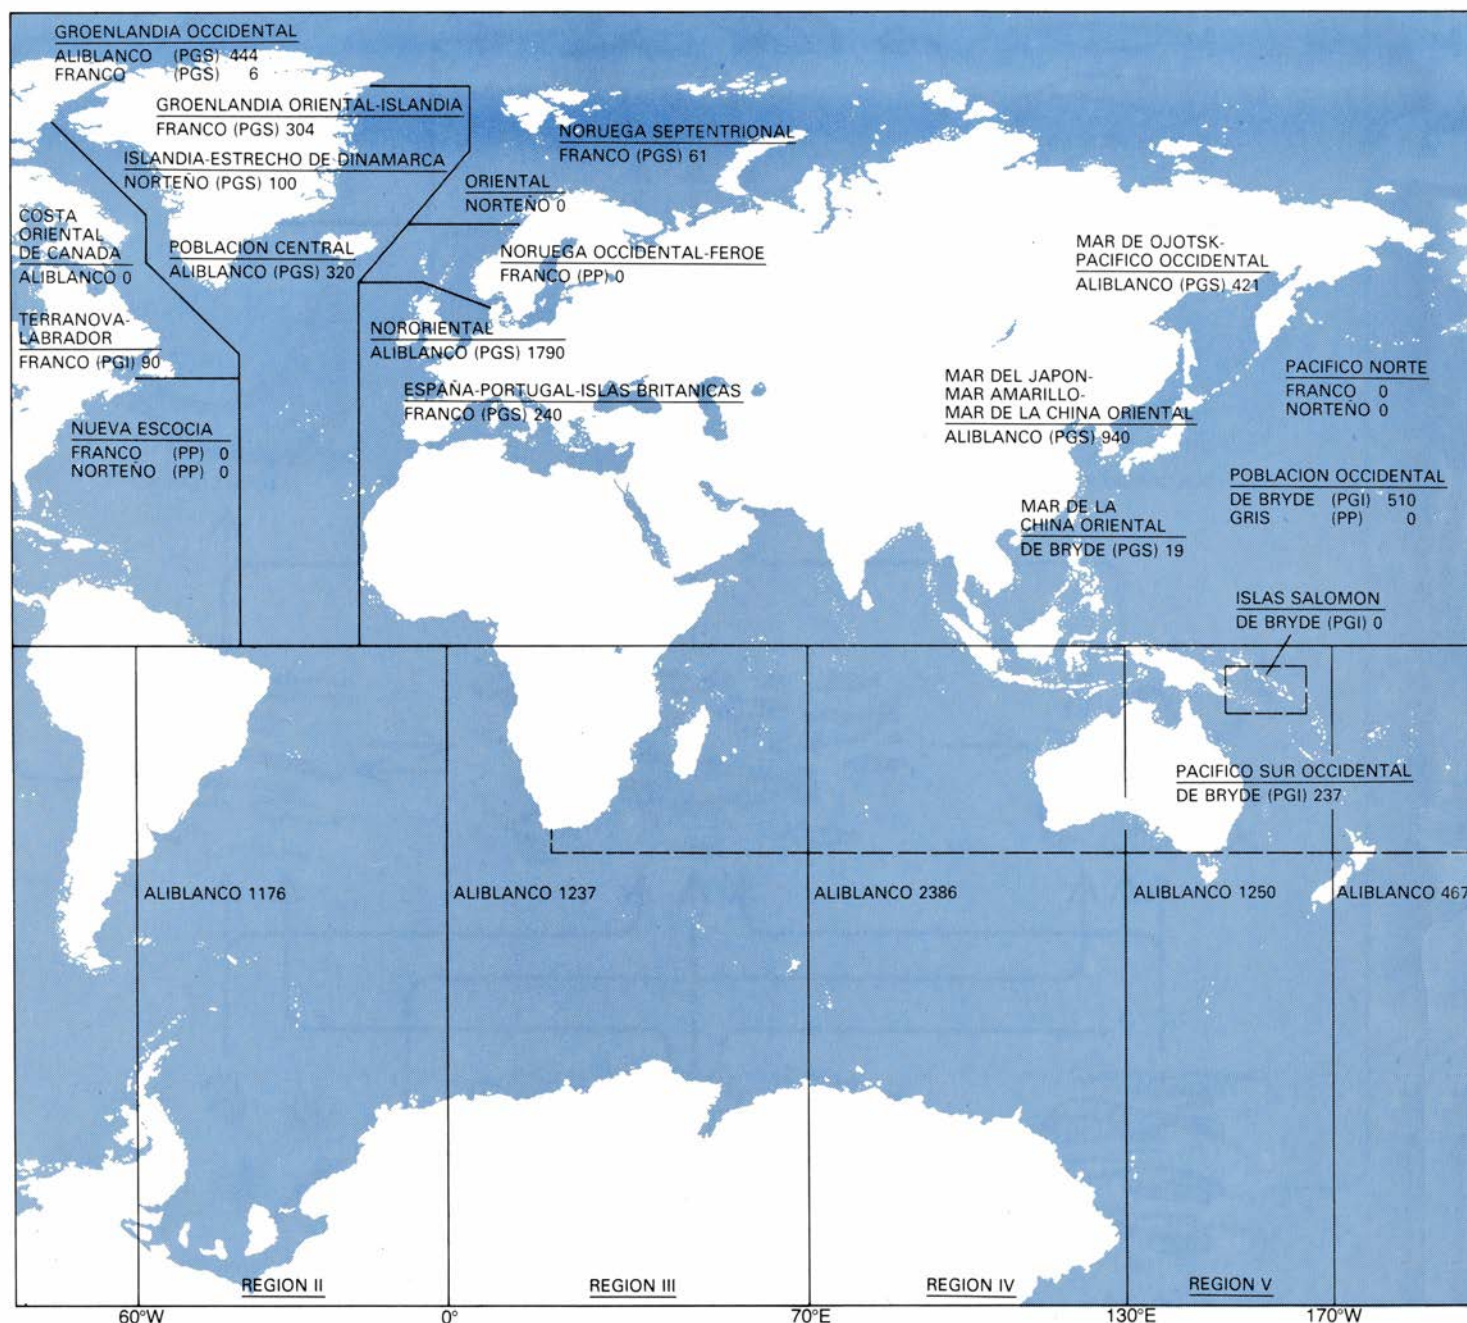 GROENLANDIA OCCIDENTAL
ALIBLANCO (PGS) 444
FRANCO (PGS) 6
GROENLANDIA ORIENTAL-ISLANDIA
FRANCO (PGS) 304
ISLANDIA-ESTRECHO DE DINAMARCA
NORTEÑO (PGS) 100
NORUEGA SEPTENTRIONAL
FRANCO (PGS) 61
ORIENTAL
NORTEÑO 0
COSTA
ORIENTAL
DE CANADA
ALIBLANCO 0
POBLACION CENTRAL
ALIBLANCO (PGS) 320
NORUEGA OCCIDENTAL-FEROE
FRANCO (PP) 0
MAR DE OJOTSK-
PACIFICO OCCIDENTAL
ALIBLANCO (PGS) 421
TERRANOVA-
LABRADOR
FRANCO (PGI) 90
NORORIENTAL
ALIBLANCO (PGS) 1790
ESPAÑA-PORTUGAL-ISLAS BRITANICAS
FRANCO (PGS) 240
MAR DEL JAPON-
MAR AMARILLO-
MAR DE LA CHINA ORIENTAL
ALIBLANCO (PGS) 940
PACIFICO NORTE
FRANCO 0
NORTEÑO 0
NUEVA ESCOCIA
FRANCO (PP) 0
NORTEÑO (PP) 0
POBLACION OCCIDENTAL
DE BRYDE (PGI) 510
GRIS (PP) 0
MAR DE LA
CHINA ORIENTAL
DE BRYDE (PGS) 19
ISLAS SALOMON
DE BRYDE (PGI) 0
PACIFICO SUR OCCIDENTAL
DE BRYDE (PGI) 237
ALIBLANCO 1176
ALIBLANCO 1237
ALIBLANCO 2386
ALIBLANCO 1250
ALIBLANCO 467
REGION II
REGION III
REGION IV
REGION V
60°W
0°
70°E
130°E
170°W